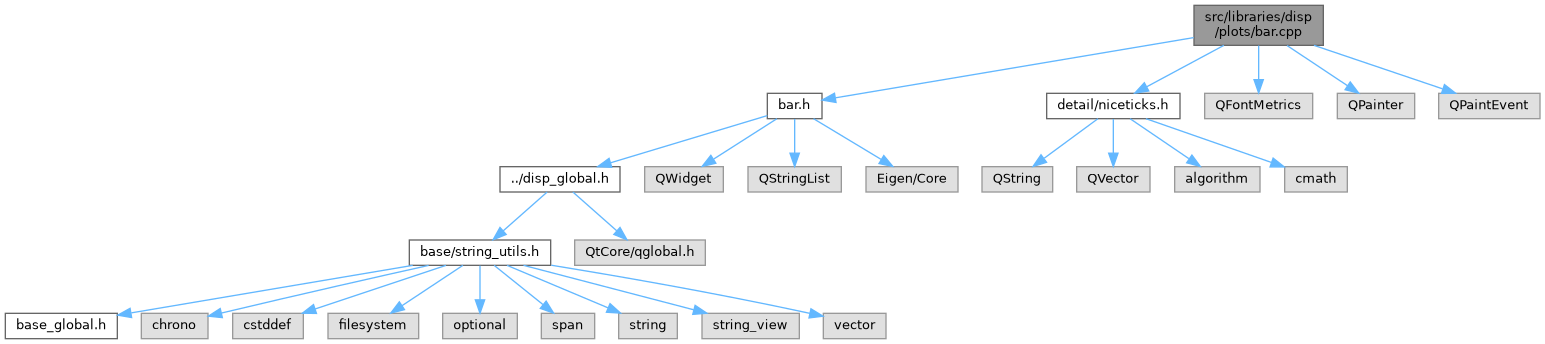 src/libraries/disp
/plots/bar.cpp
bar.h
detail/niceticks.h
QFontMetrics
QPainter
QPaintEvent
../disp_global.h
QWidget
QStringList
Eigen/Core
QString
QVector
algorithm
cmath
base/string_utils.h
QtCore/qglobal.h
base_global.h
chrono
cstddef
filesystem
optional
span
string
string_view
vector